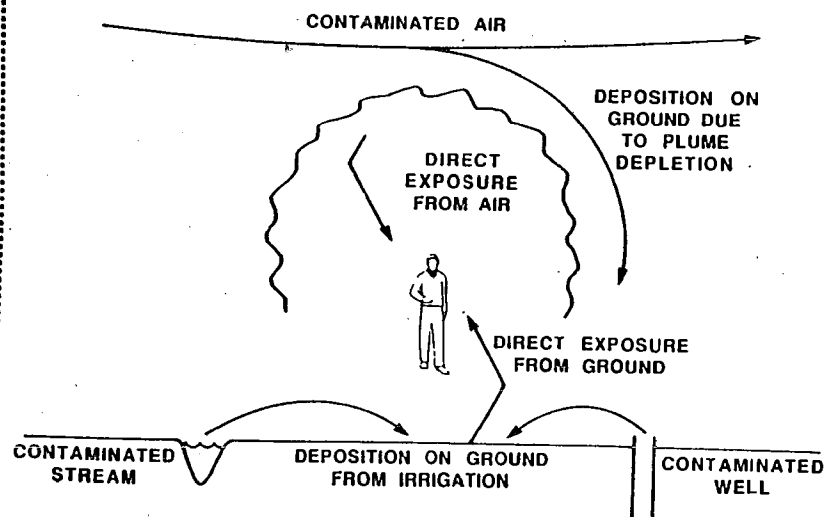 CONTAMINATED AIR
DEPOSITION ON
GROUND DUE
TO PLUME
DEPLETION
DIRECT
EXPOSURE
FROM AIR
DIRECT EXPOSURE
FROM GROUND
CONTAMINATED
STREAM
DEPOSITION ON GROUND
FROM IRRIGATION
CONTAMINATED
WELL